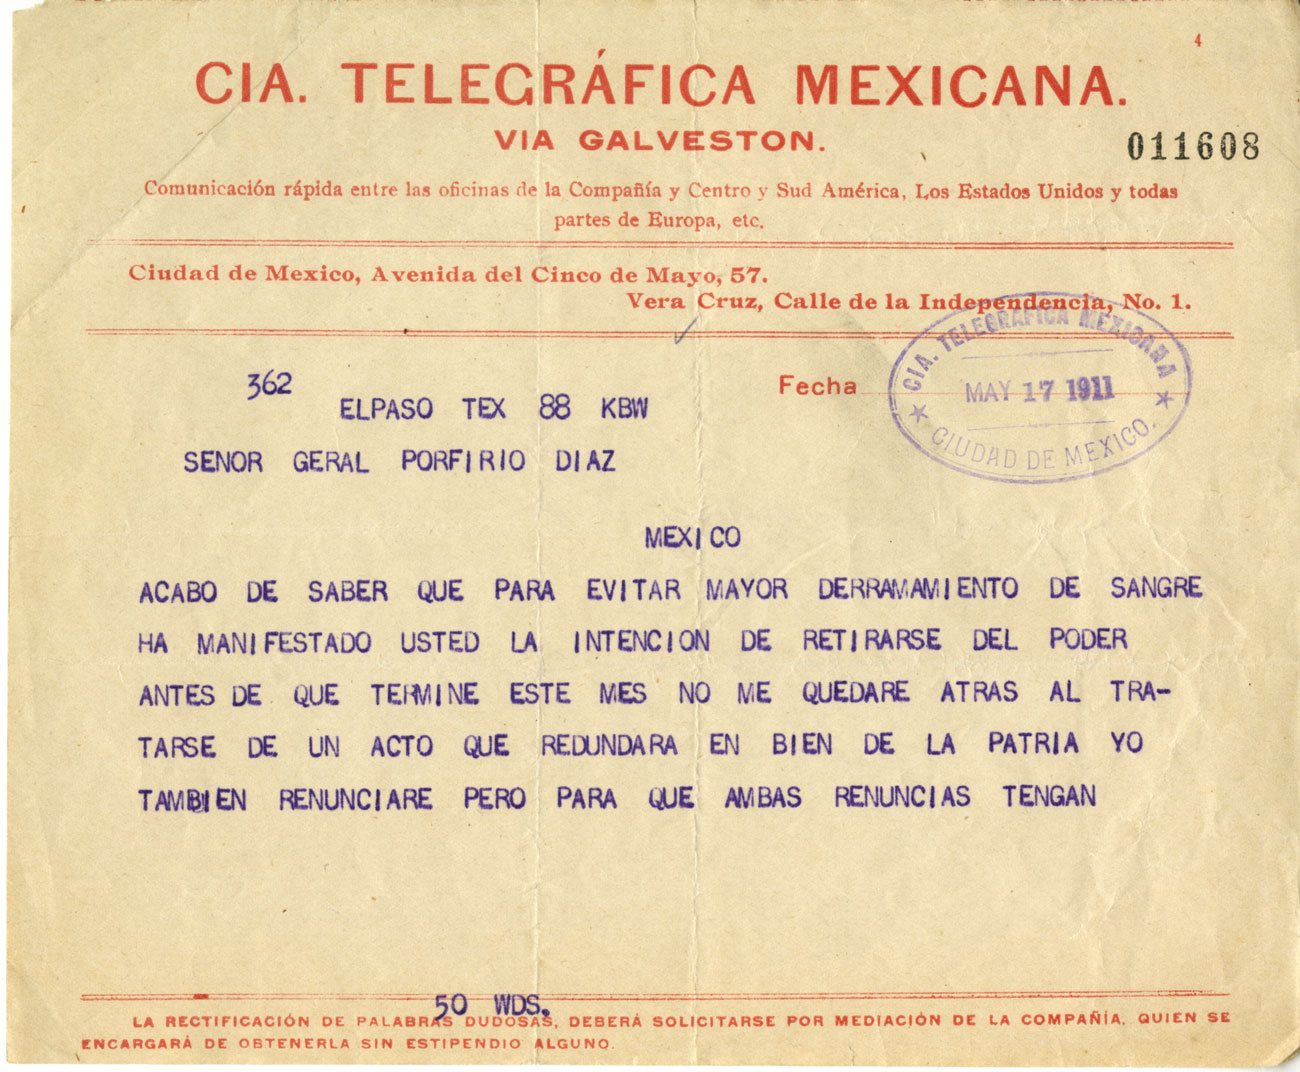 4
CIA. TELEGRÁFICA MEXICANA.
VIA GALVESTON.
011608
Comunicación rápida entre las oficinas de la Compañía y Centro y Sud América, Los Estados Unidos y todas
partes de Europa, etc.
Ciudad de Mexico, Avenida del Cinco de Mayo, 57.
Vera Cruz, Calle de la Independencia, No. 1.
Fecha
CIA. TELEGRAFICA MEXICANA
MAY 17 1911
★ CIUDAD DE MEXICO. ★
362
ELPASO TEX 88 KBW
SENOR GERAL PORFIRIO DIAZ
MEXICO
ACABO DE SABER QUE PARA EVITAR MAYOR DERRAMAMIENTO DE SANGRE
HA MANIFESTADO USTED LA INTENCION DE RETIRARSE DEL PODER
ANTES DE QUE TERMINE ESTE MES NO ME QUEDARE ATRAS AL TRA-
TARSE DE UN ACTO QUE REDUNDARA EN BIEN DE LA PATRIA YO
TAMBIEN RENUNCIARE PERO PARA QUE AMBAS RENUNCIAS TENGAN
50 WDS.
LA RECTIFICACIÓN DE PALABRAS DUDOSAS, DEBERÁ SOLICITARSE POR MEDIACIÓN DE LA COMPAÑÍA, QUIEN SE
ENCARGARÁ DE OBTENERLA SIN ESTIPENDIO ALGUNO.